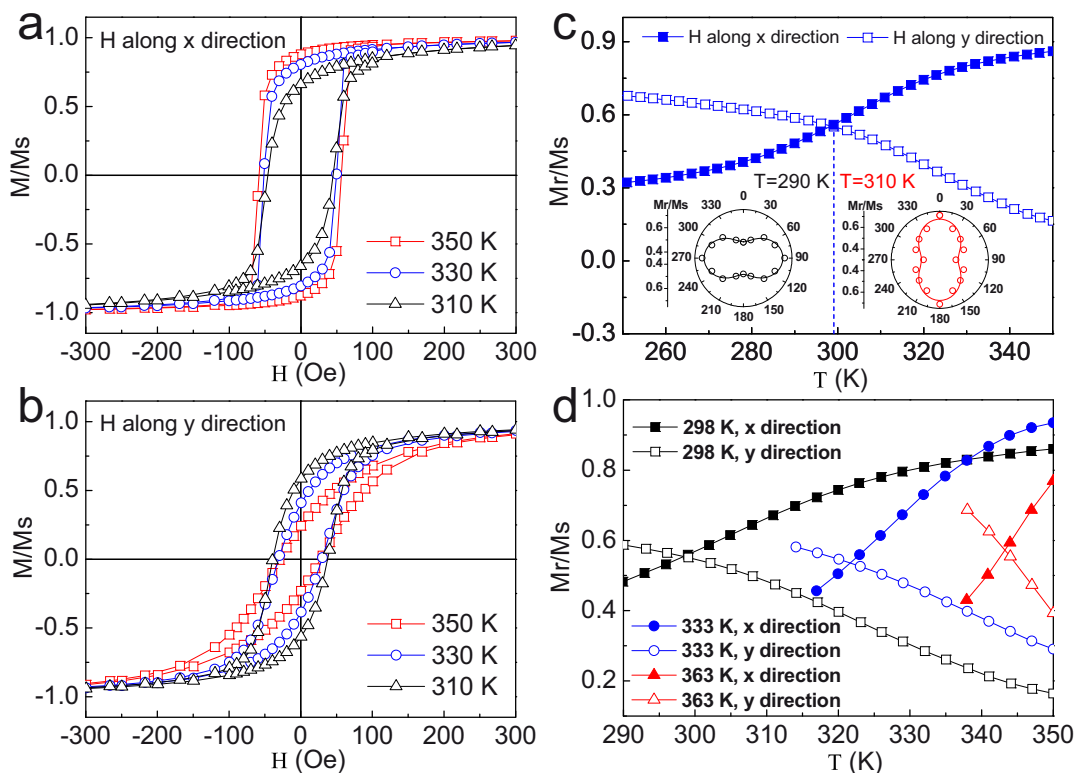 a
H along x direction
M/Ms
1.0
0.5
0.0
-0.5
-1.0
350 K
330 K
310 K
-300 -200 -100 0 100 200 300
H (Oe)
b
H along y direction
M/Ms
1.0
0.5
0.0
-0.5
-1.0
350 K
330 K
310 K
-300 -200 -100 0 100 200 300
H (Oe)
c
H along x direction H along y direction
Mr/Ms
0.9
0.6
0.3
0.0
-0.3
T=290 K T=310 K
Mr/Ms
0.6
0.4
0.4
0.6
0
30
60
90
120
150
180
210
240
270
300
330
Mr/Ms
0.6
0.4
0.4
0.6
0
30
60
90
120
150
180
210
240
270
300
330
260 280 300 320 340
T (K)
d
Mr/Ms
1.0
0.8
0.6
0.4
0.2
298 K, x direction
298 K, y direction
333 K, x direction
333 K, y direction
363 K, x direction
363 K, y direction
290 300 310 320 330 340 350
T (K)